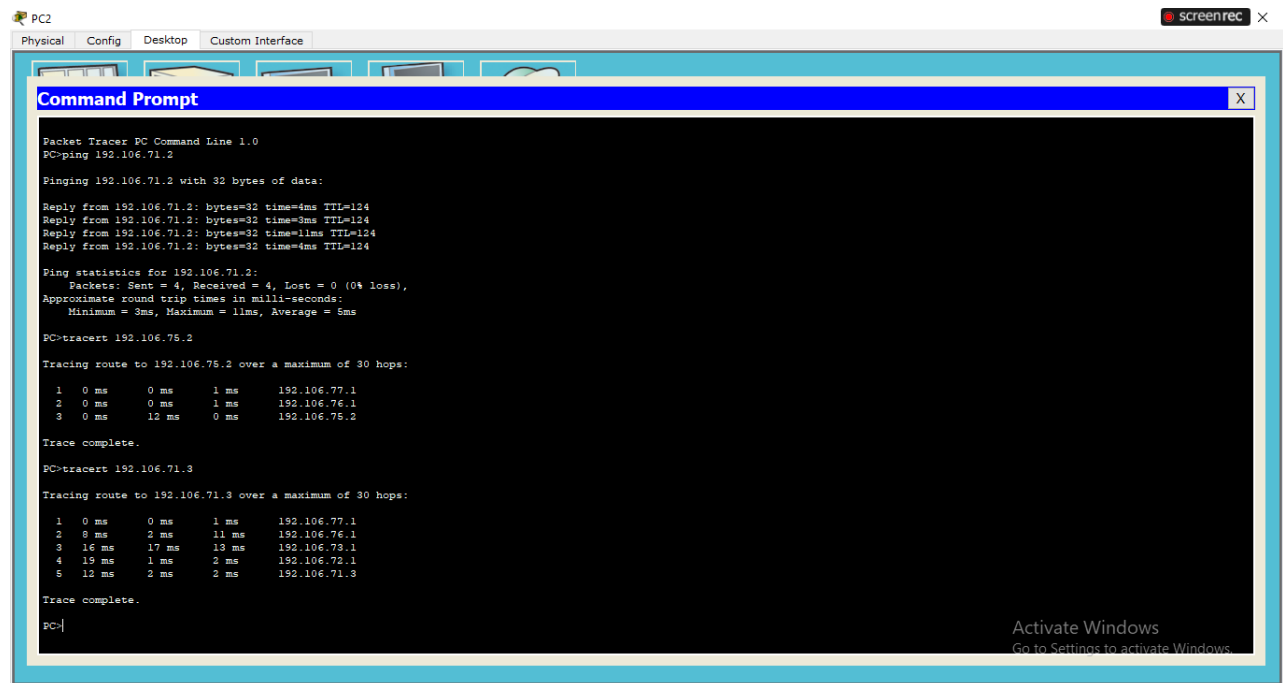 PC2
screenrec
Physical Config Desktop Custom Interface
Command Prompt
X
Packet Tracer PC Command Line 1.0
PC>ping 192.106.71.2
Pinging 192.106.71.2 with 32 bytes of data:
Reply from 192.106.71.2: bytes=32 time=4ms TTL=124
Reply from 192.106.71.2: bytes=32 time=3ms TTL=124
Reply from 192.106.71.2: bytes=32 time=11ms TTL=124
Reply from 192.106.71.2: bytes=32 time=4ms TTL=124
Ping statistics for 192.106.71.2:
Packets: Sent = 4, Received = 4, Lost = 0 (0% loss),
Approximate round trip times in milli-seconds:
Minimum = 3ms, Maximum = 11ms, Average = 5ms
PC>tracert 192.106.75.2
Tracing route to 192.106.75.2 over a maximum of 30 hops:
1 0 ms 0 ms 1 ms 192.106.77.1
2 0 ms 0 ms 1 ms 192.106.76.1
3 0 ms 12 ms 0 ms 192.106.75.2
Trace complete.
PC>tracert 192.106.71.3
Tracing route to 192.106.71.3 over a maximum of 30 hops:
1 0 ms 0 ms 1 ms 192.106.77.1
2 8 ms 2 ms 11 ms 192.106.76.1
3 16 ms 17 ms 13 ms 192.106.73.1
4 19 ms 1 ms 2 ms 192.106.72.1
5 12 ms 2 ms 2 ms 192.106.71.3
Trace complete.
PC>
Activate Windows
Go to Settings to activate Windows.